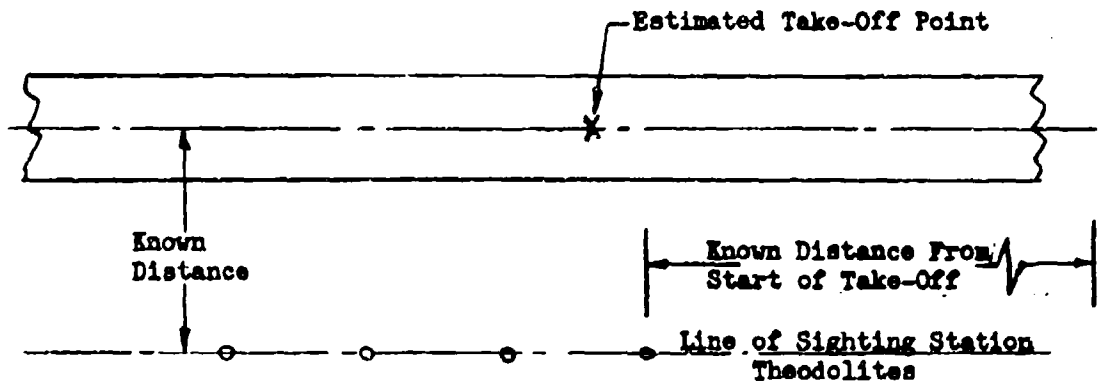 Estimated Take-Off Point
Known
Distance
Known Distance From
Start of Take-Off
Line of Sighting Station
Theodolites